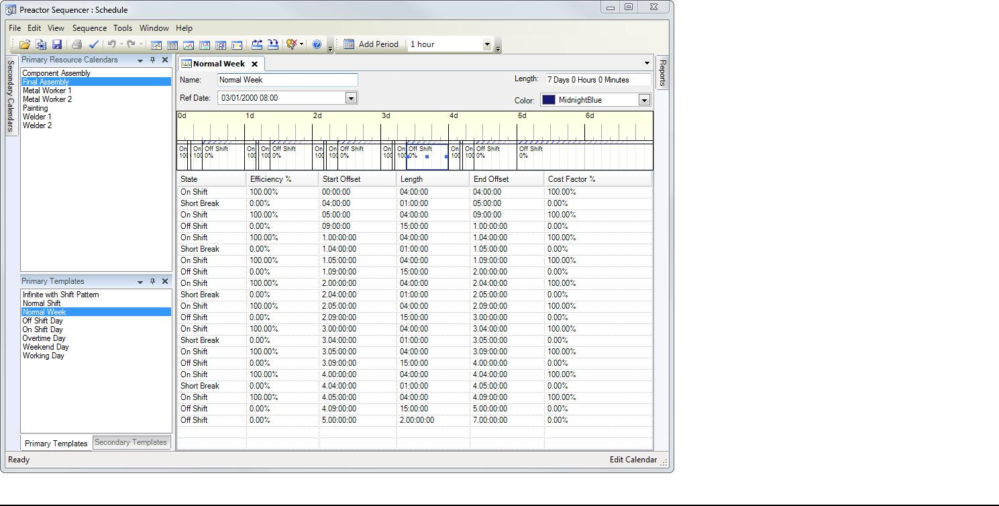 Preactor Sequencer : Schedule
File Edit View Sequence Tools Window Help
Add Period 1 hour
Secondary Calendars
Primary Resource Calendars
Component Assembly
Final Assembly
Metal Worker 1
Metal Worker 2
Painting
Welder 1
Welder 2
Primary Templates
Infinite with Shift Pattern
Normal Shift
Normal Week
Off Shift Day
On Shift Day
Overtime Day
Weekend Day
Working Day
Primary Templates Secondary Templates
Normal Week
Reports
Name: Nomal Week Length: 7 Days 0 Hours 0 Minutes
Ref Date: 03/01/2000 08:00 Color: MidnightBlue
0d 1d 2d 3d 4d 5d 6d
On On Off Shift On On Off Shift On On Off Shift On On Off Shift On On Off Shift Off Shift
100 100 0% 100 100 0% 100 100 0% 100 100 0% 100 100 0% 0%
State Efficiency % Start Offset Length End Offset Cost Factor %
On Shift 100.00% 00:00:00 04:00:00 04:00:00 100.00%
Short Break 0.00% 04:00:00 01:00:00 05:00:00 0.00%
On Shift 100.00% 05:00:00 04:00:00 09:00:00 100.00%
Off Shift 0.00% 09:00:00 15:00:00 1.00:00:00 0.00%
On Shift 100.00% 1.00:00:00 04:00:00 1.04:00:00 100.00%
Short Break 0.00% 1.04:00:00 01:00:00 1.05:00:00 0.00%
On Shift 100.00% 1.05:00:00 04:00:00 1.09:00:00 100.00%
Off Shift 0.00% 1.09:00:00 15:00:00 2.00:00:00 0.00%
On Shift 100.00% 2.00:00:00 04:00:00 2.04:00:00 100.00%
Short Break 0.00% 2.04:00:00 01:00:00 2.05:00:00 0.00%
On Shift 100.00% 2.05:00:00 04:00:00 2.09:00:00 100.00%
Off Shift 0.00% 2.09:00:00 15:00:00 3.00:00:00 0.00%
On Shift 100.00% 3.00:00:00 04:00:00 3.04:00:00 100.00%
Short Break 0.00% 3.04:00:00 01:00:00 3.05:00:00 0.00%
On Shift 100.00% 3.05:00:00 04:00:00 3.09:00:00 100.00%
Off Shift 0.00% 3.09:00:00 15:00:00 4.00:00:00 0.00%
On Shift 100.00% 4.00:00:00 04:00:00 4.04:00:00 100.00%
Short Break 0.00% 4.04:00:00 01:00:00 4.05:00:00 0.00%
On Shift 100.00% 4.05:00:00 04:00:00 4.09:00:00 100.00%
Off Shift 0.00% 4.09:00:00 15:00:00 5.00:00:00 0.00%
Off Shift 0.00% 5.00:00:00 2.00:00:00 7.00:00:00 0.00%
Ready Edit Calendar